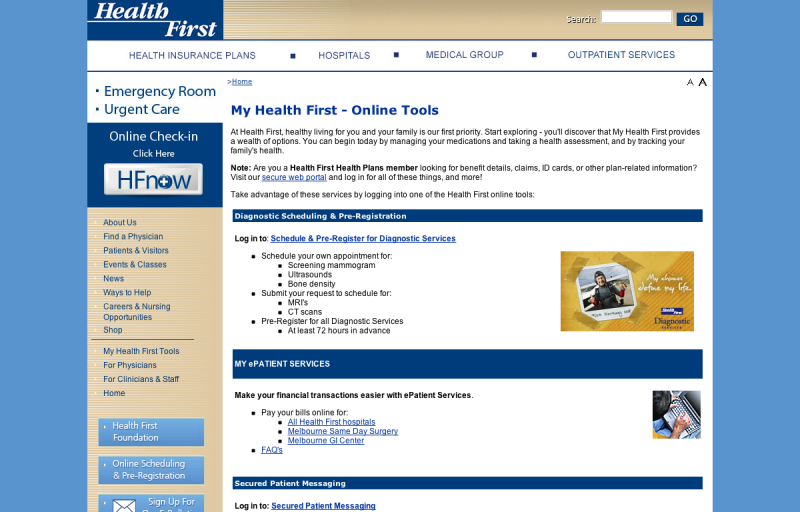 Health
First
Search:
GO
HEALTH INSURANCE PLANS
HOSPITALS
MEDICAL GROUP
OUTPATIENT SERVICES
Emergency Room
Urgent Care
Online Check-in
Click Here
HFnow
About Us
Find a Physician
Patients & Visitors
Events & Classes
News
Ways to Help
Careers & Nursing
Opportunities
Shop
My Health First Tools
For Physicians
For Clinicians & Staff
Home
Health First
Foundation
Online Scheduling
& Pre-Registration
Sign Up For
>Home
A A
My Health First - Online Tools
At Health First, healthy living for you and your family is our first priority. Start exploring - you'll discover that My Health First provides
a wealth of options. You can begin today by managing your medications and taking a health assessment, and by tracking your
family's health.
Note: Are you a Health First Health Plans member looking for benefit details, claims, ID cards, or other plan-related information?
Visit our secure web portal and log in for all of these things, and more!
Take advantage of these services by logging into one of the Health First online tools:
Diagnostic Scheduling & Pre-Registration
Log in to: Schedule & Pre-Register for Diagnostic Services
Schedule your own appointment for:
Screening mammogram
Ultrasounds
Bone density
Submit your request to schedule for:
MRI's
CT scans
Pre-Register for all Diagnostic Services
At least 72 hours in advance
My
define my life.
Health
First
Diagnostic
SERVICES
MY ePATIENT SERVICES
Make your financial transactions easier with ePatient Services.
Pay your bills online for:
All Health First hospitals
Melbourne Same Day Surgery
Melbourne GI Center
FAQ's
Secured Patient Messaging
Log in to: Secured Patient Messaging